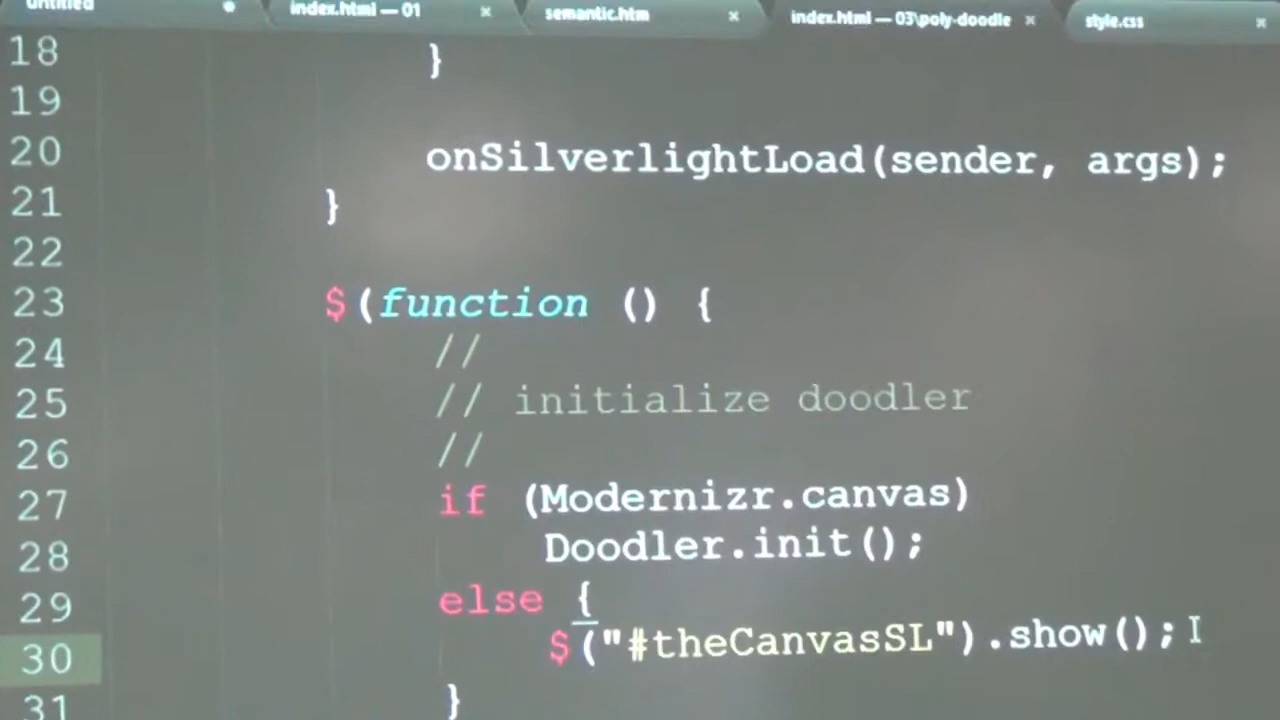 untitled
index.html — 01
semantic.htm
index.html — 03\poly-doodle
style.css
18 }
19
20 onSilverlightLoad(sender, args);
21 }
22
23 $(function () {
24 //
25 // initialize doodler
26 //
27 if (Modernizr.canvas)
28 Doodler.init();
29 else {
30 $("#theCanvasSL").show();
31 }